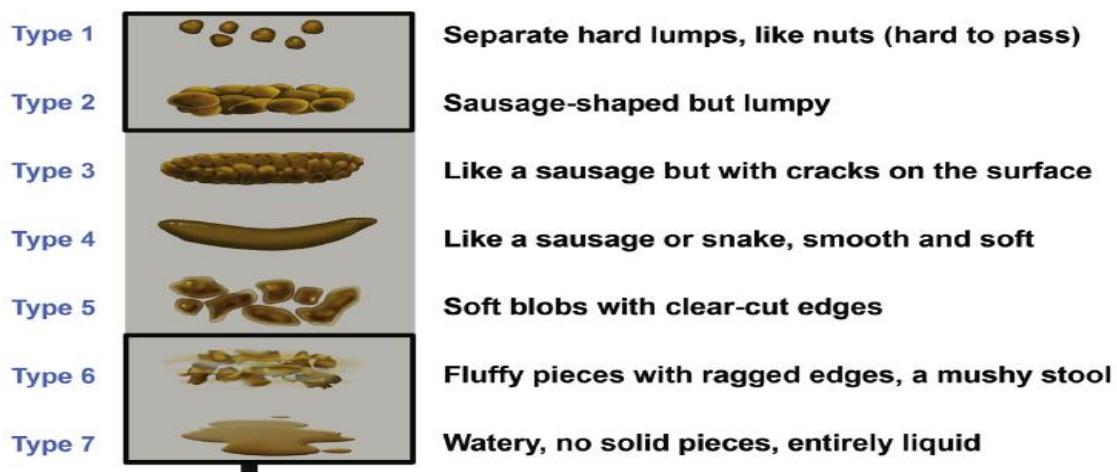 Type 1 Separate hard lumps, like nuts (hard to pass)
Type 2 Sausage-shaped but lumpy
Type 3 Like a sausage but with cracks on the surface
Type 4 Like a sausage or snake, smooth and soft
Type 5 Soft blobs with clear-cut edges
Type 6 Fluffy pieces with ragged edges, a mushy stool
Type 7 Watery, no solid pieces, entirely liquid